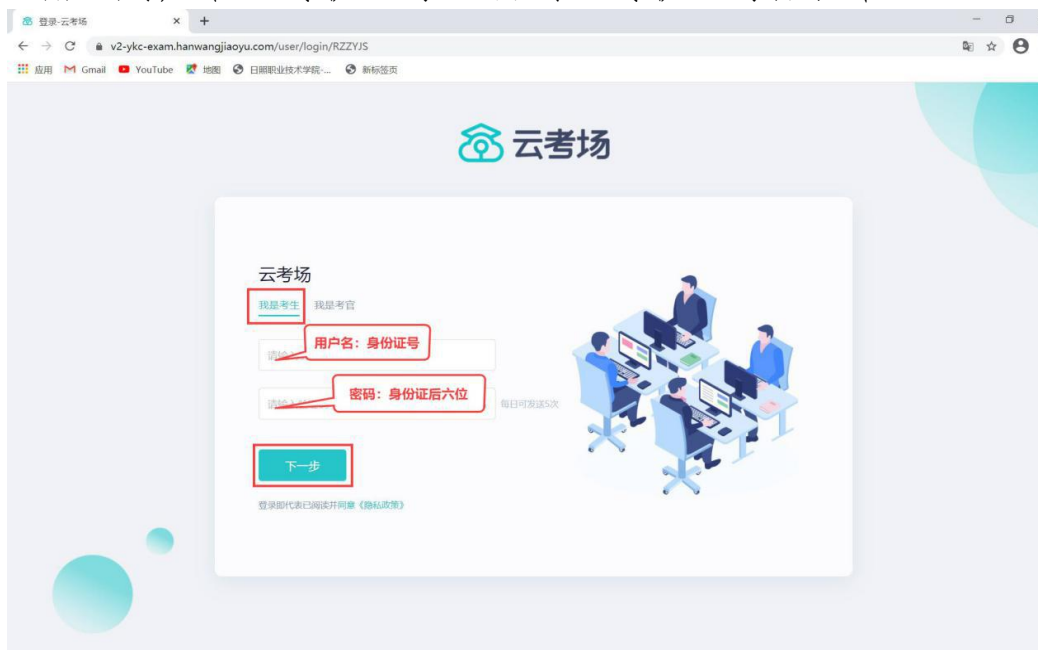 登录-云考场
v2-ykc-exam.hanwangjiaoyu.com/user/login/RZZYJS
应用 Gmail YouTube 地图 日照职业技术学院-... 新标签页
云考场
云考场
我是考生 我是考官
用户名：身份证号
密码：身份证后六位
每日可发送5次
下一步
登录即代表已阅读并同意《隐私政策》